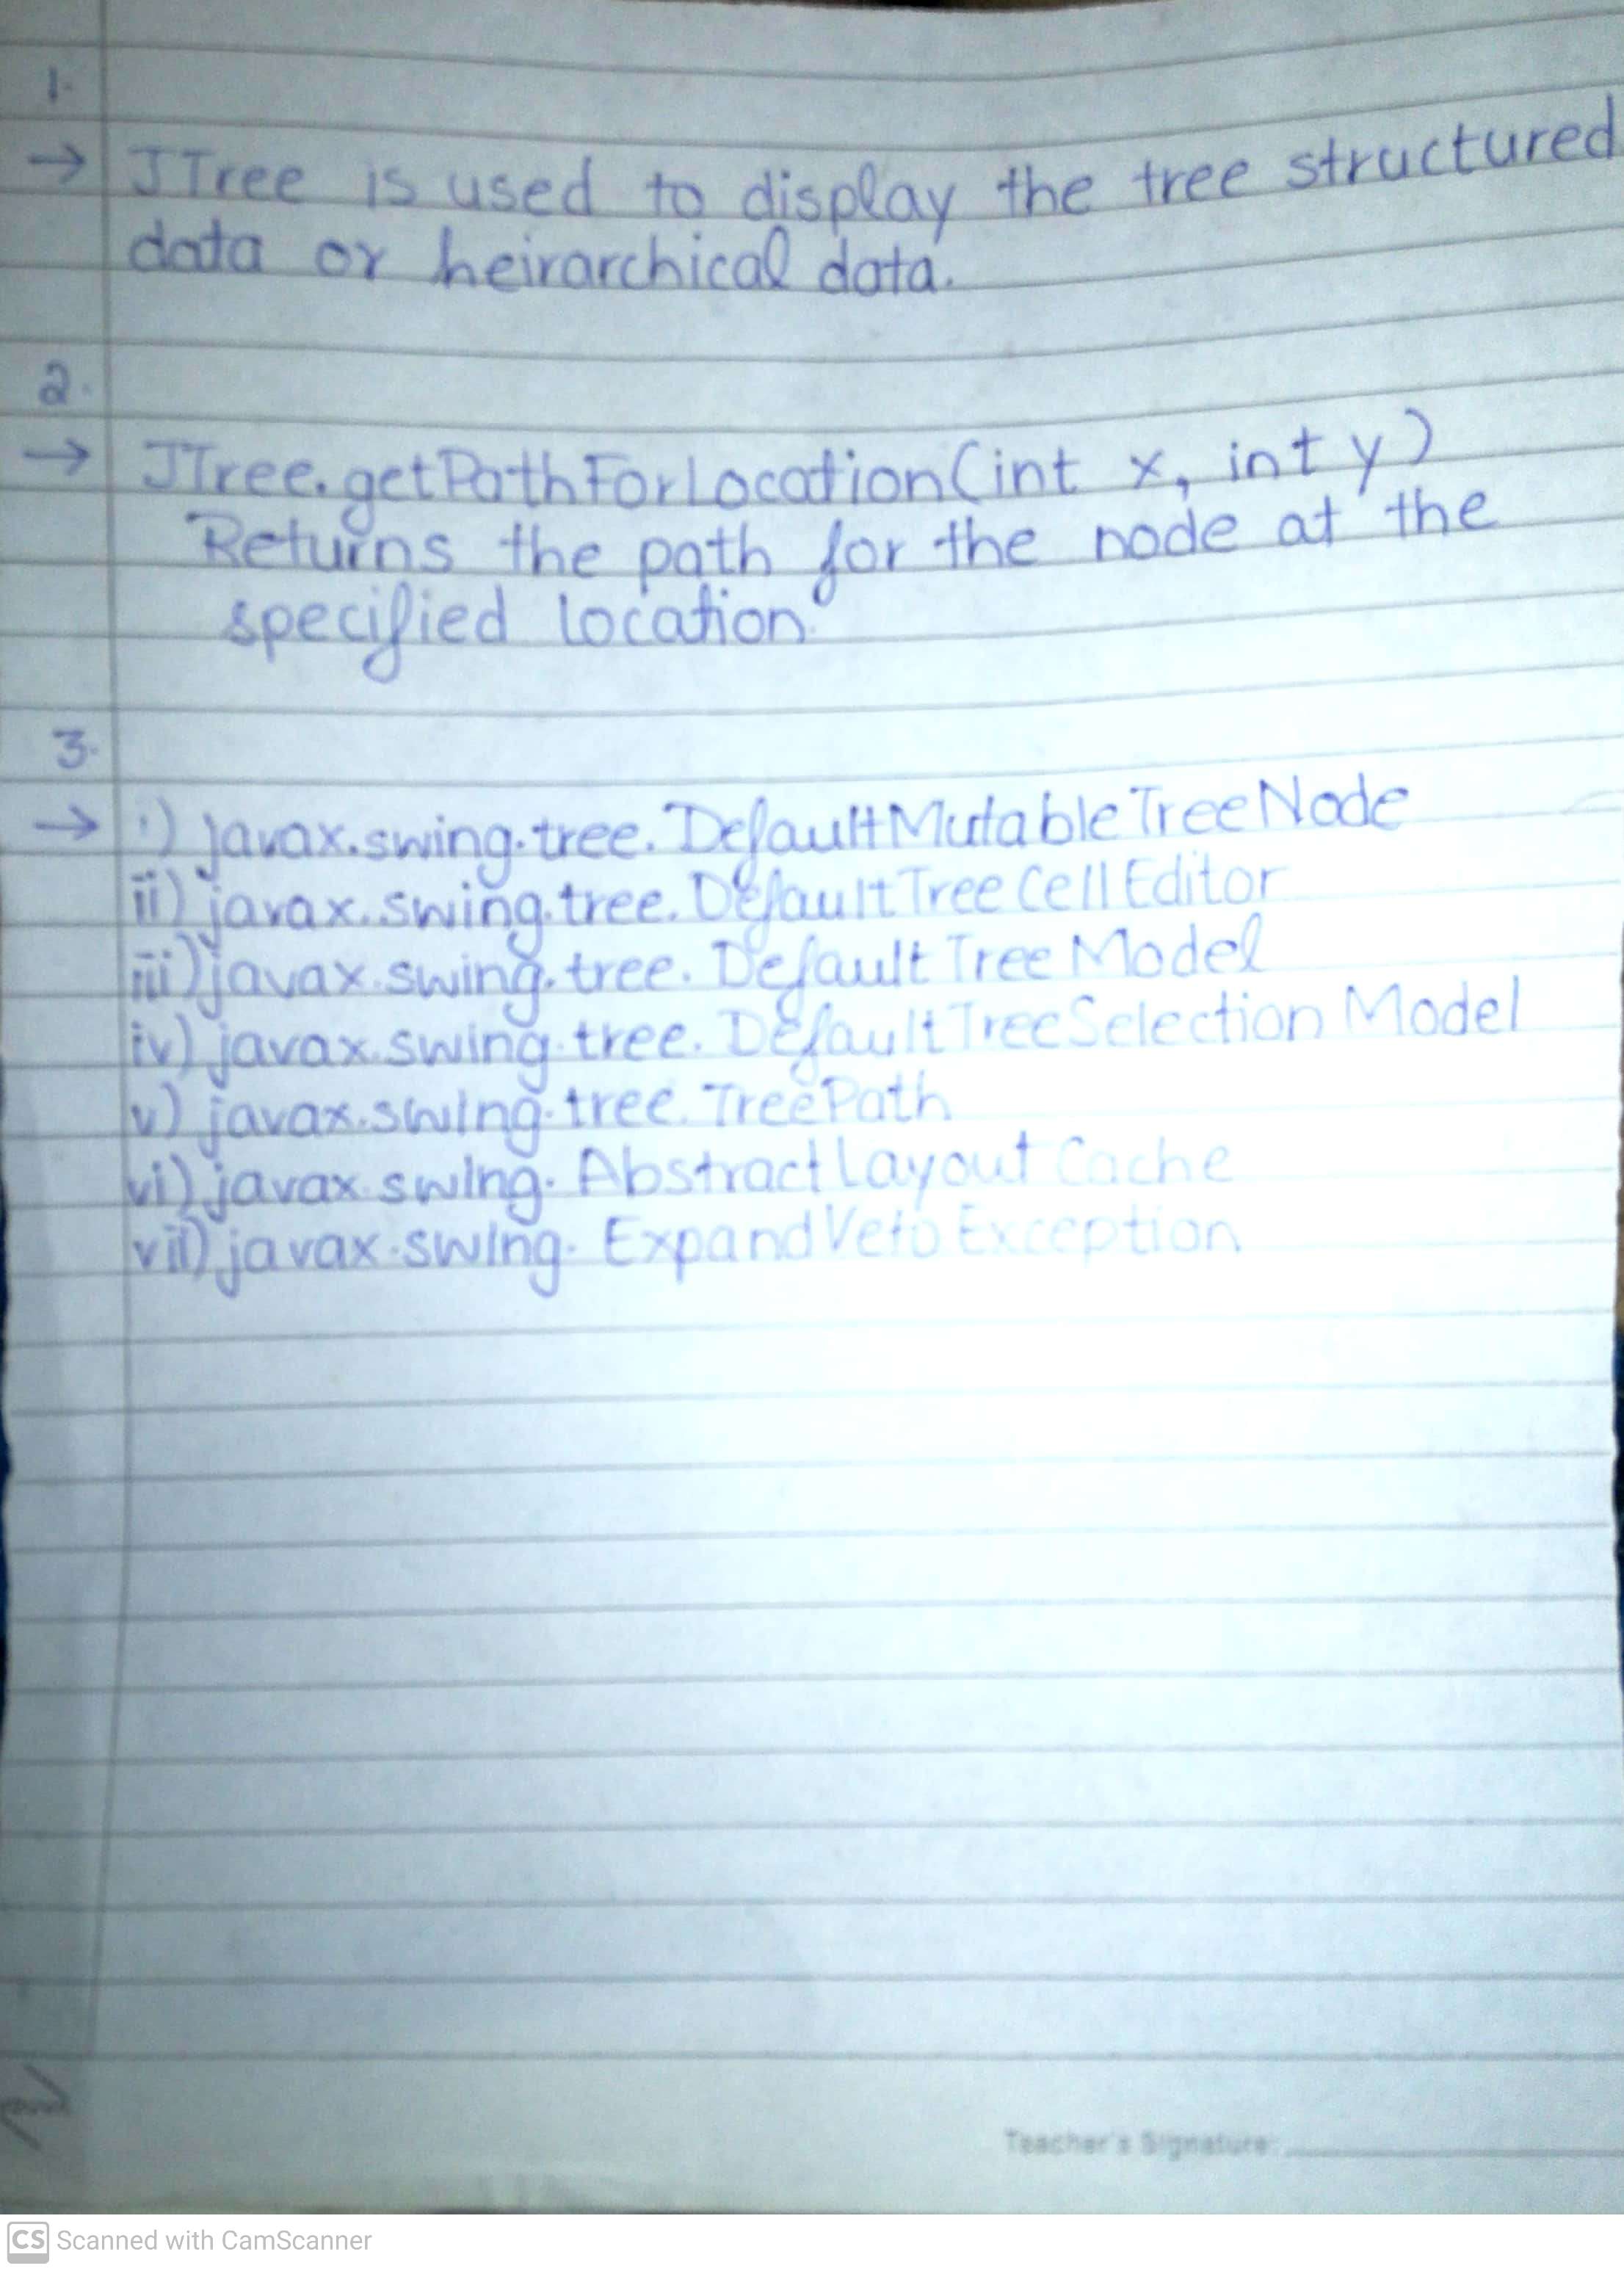 1.
→ JTree is used to display the tree structured
data or heirarchical data.
2.
→ JTree.getPathForLocation(int x, int y)
Returns the path for the node at the
specified location.
3.
→ i) javax.swing.tree.DefaultMutableTreeNode
ii) javax.swing.tree.DefaultTreeCellEditor
iii) javax.swing.tree.DefaultTreeModel
iv) javax.swing.tree.DefaultTreeSelectionModel
v) javax.swing.tree.TreePath
vi) javax.swing.AbstractLayoutCache
vii) javax.swing.ExpandVetoException
Teacher's Signature:
CS Scanned with CamScanner